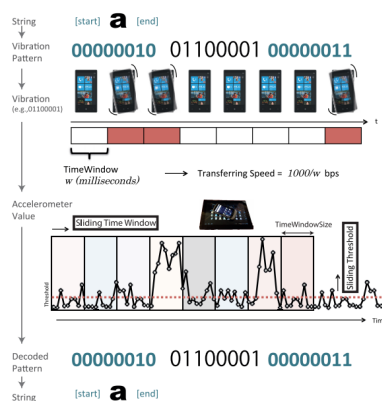 String [start] a [end]
Vibration
Pattern
00000010 01100001 00000011
Vibration
(e.g.,01100001)
t
TimeWindow
w (milliseconds)
Transferring Speed = 1000/w bps
Accelerometer
Value
Sliding Time Window
TimeWindowSize
Sliding Threshold
Threshold
Time
Decoded
Pattern
00000010 01100001 00000011
String [start] a [end]